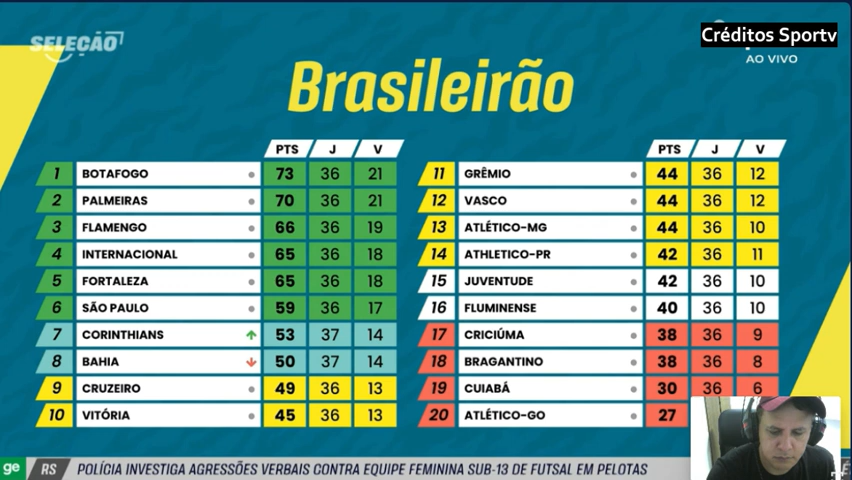 SELEÇÃO
Créditos Sportv
AO VIVO
Brasileirão
PTS J V
1 BOTAFOGO 73 36 21
2 PALMEIRAS 70 36 21
3 FLAMENGO 66 36 19
4 INTERNACIONAL 65 36 18
5 FORTALEZA 65 36 18
6 SÃO PAULO 59 36 17
7 CORINTHIANS 53 37 14
8 BAHIA 50 37 14
9 CRUZEIRO 49 36 13
10 VITÓRIA 45 36 13
PTS J V
11 GRÊMIO 44 36 12
12 VASCO 44 36 12
13 ATLÉTICO-MG 44 36 10
14 ATHLETICO-PR 42 36 11
15 JUVENTUDE 42 36 10
16 FLUMINENSE 40 36 10
17 CRICIÚMA 38 36 9
18 BRAGANTINO 38 36 8
19 CUIABÁ 30 36 6
20 ATLÉTICO-GO 27
ge RS POLÍCIA INVESTIGA AGRESSÕES VERBAIS CONTRA EQUIPE FEMININA SUB-13 DE FUTSAL EM PELOTAS